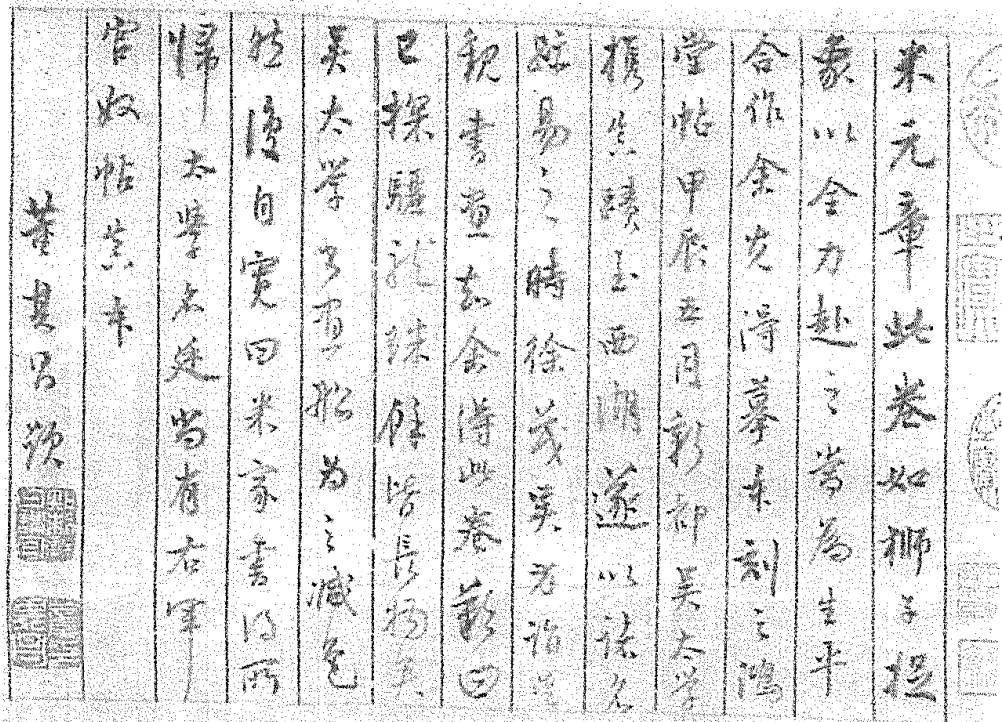 米元章此卷如獅子捉
象以全力赴之當為生平
合作余先得摹本刻之鴻
堂帖甲辰五月新都吳太學
携真蹟至西湖遂以諸名
跡易之時徐茂吳方詣吳
觀書畫知余得此卷歎曰
已探驪龍珠餘皆長物矣
吳太學書畫船為之減色
然後自寬曰米家書得所
歸太學名廷尚有右軍
官奴帖真本
董其昌題